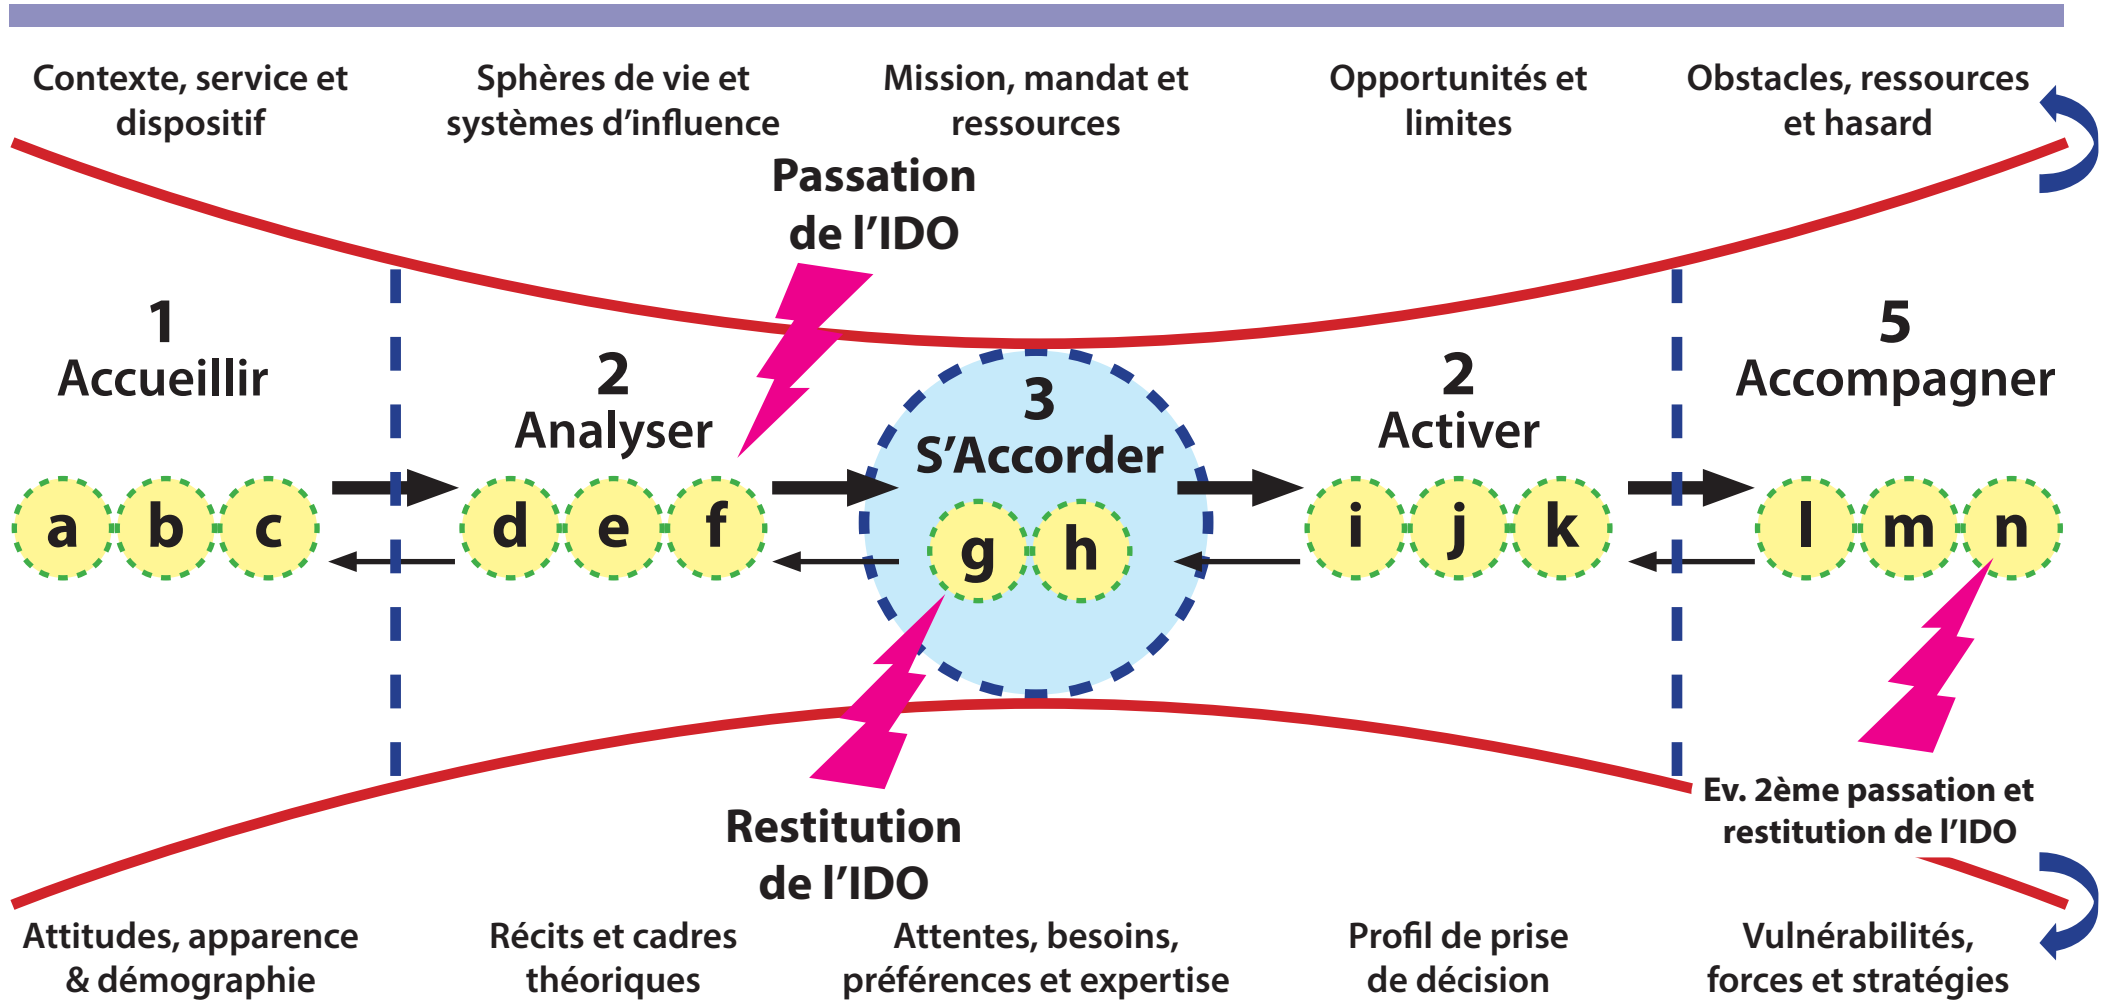 Contexte, service et
dispositif
Sphères de vie et
systèmes d’influence
Mission, mandat et
ressources
Opportunités et
limites
Obstacles, ressources
et hasard
Passation
de l’IDO
1
Accueillir
2
Analyser
3
S’Accorder
2
Activer
5
Accompagner
a b c
d e f
g h
i j k
l m n
Restitution
de l’IDO
Ev. 2ème passation et
restitution de l’IDO
Attitudes, apparence
& démographie
Récits et cadres
théoriques
Attentes, besoins,
préférences et expertise
Profil de prise
de décision
Vulnérabilités,
forces et stratégies